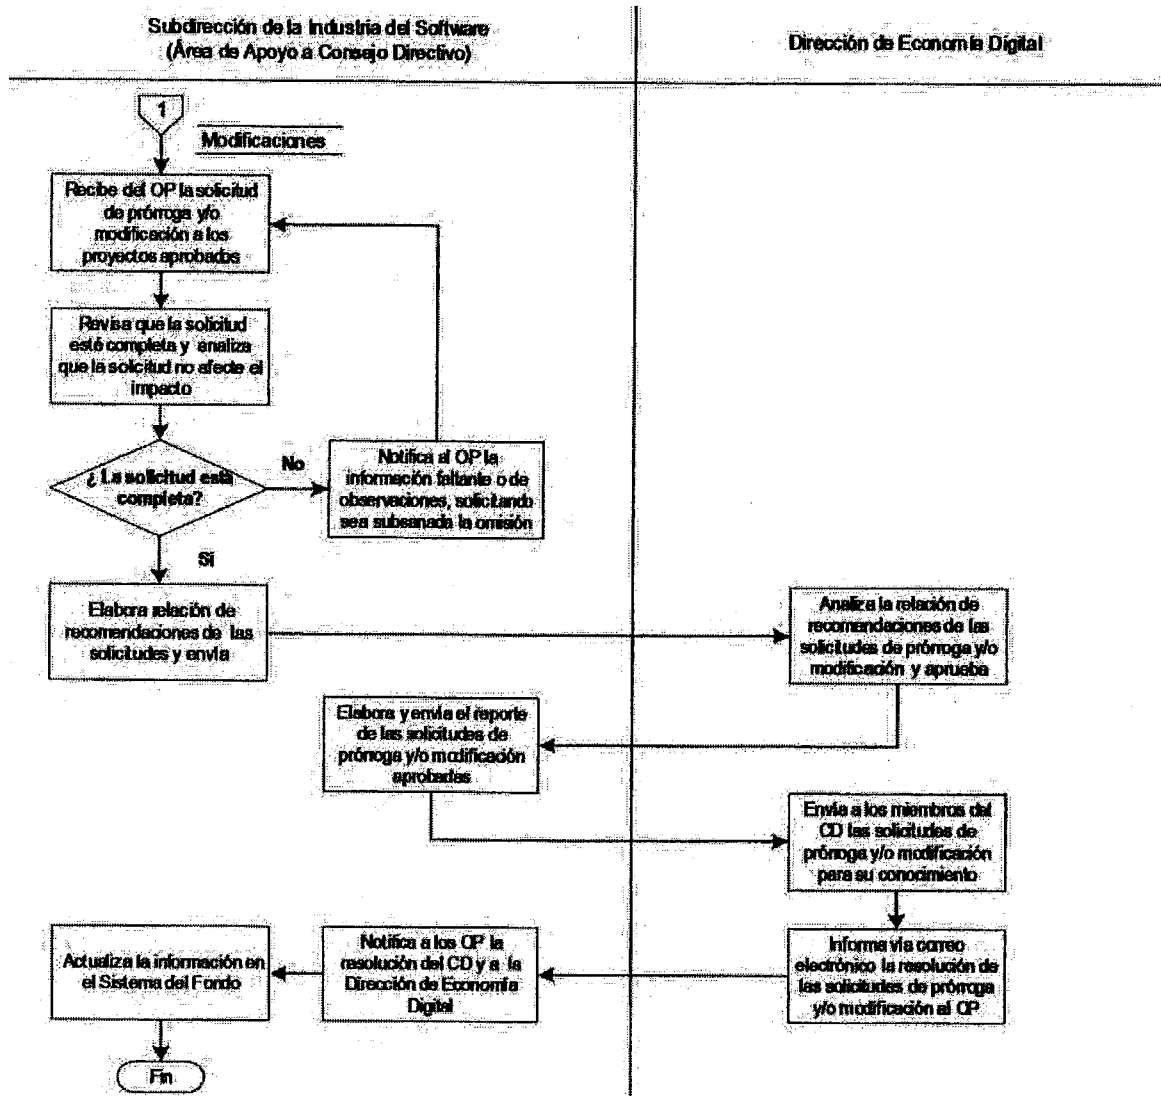 Subdirección de la Industria del Software
(Área de Apoyo a Consejo Directivo)
Dirección de Economía Digital
1
Modificaciones
Recibe del OP la solicitud
de prórroga y/o
modificación a los
proyectos aprobados
Revisa que la solicitud
esté completa y analiza
que la solicitud no afecte el
impacto
¿ La solicitud está
completa?
No
Notifica al OP la
información faltante o de
observaciones, solicitando
sea subsanada la omisión
Sí
Elabora relación de
recomendaciones de las
solicitudes y envía
Analiza la relación de
recomendaciones de las
solicitudes de prórroga y/o
modificación y aprueba
Elabora y envía el reporte
de las solicitudes de
prórroga y/o modificación
aprobadas
Envía a los miembros del
CD las solicitudes de
prórroga y/o modificación
para su conocimiento
Informa vía correo
electrónico la resolución de
las solicitudes de prórroga
y/o modificación al OP
Notifica a los OP la
resolución del CD y a la
Dirección de Economía
Digital
Actualiza la información en
el Sistema del Fondo
Fin